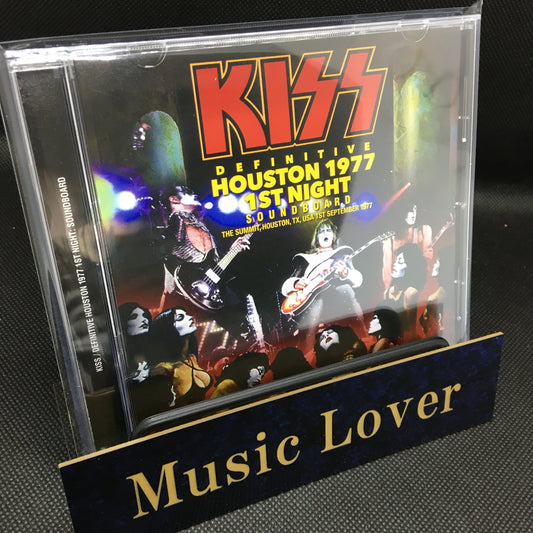 KISS
DEFINITIVE
HOUSTON 1977
1ST NIGHT
SOUNDBOARD
THE SUMMIT, HOUSTON, TX, USA 1ST SEPTEMBER 1977
KISS / DEFINITIVE HOUSTON 1977 1ST NIGHT: SOUNDBOARD
Music Lover